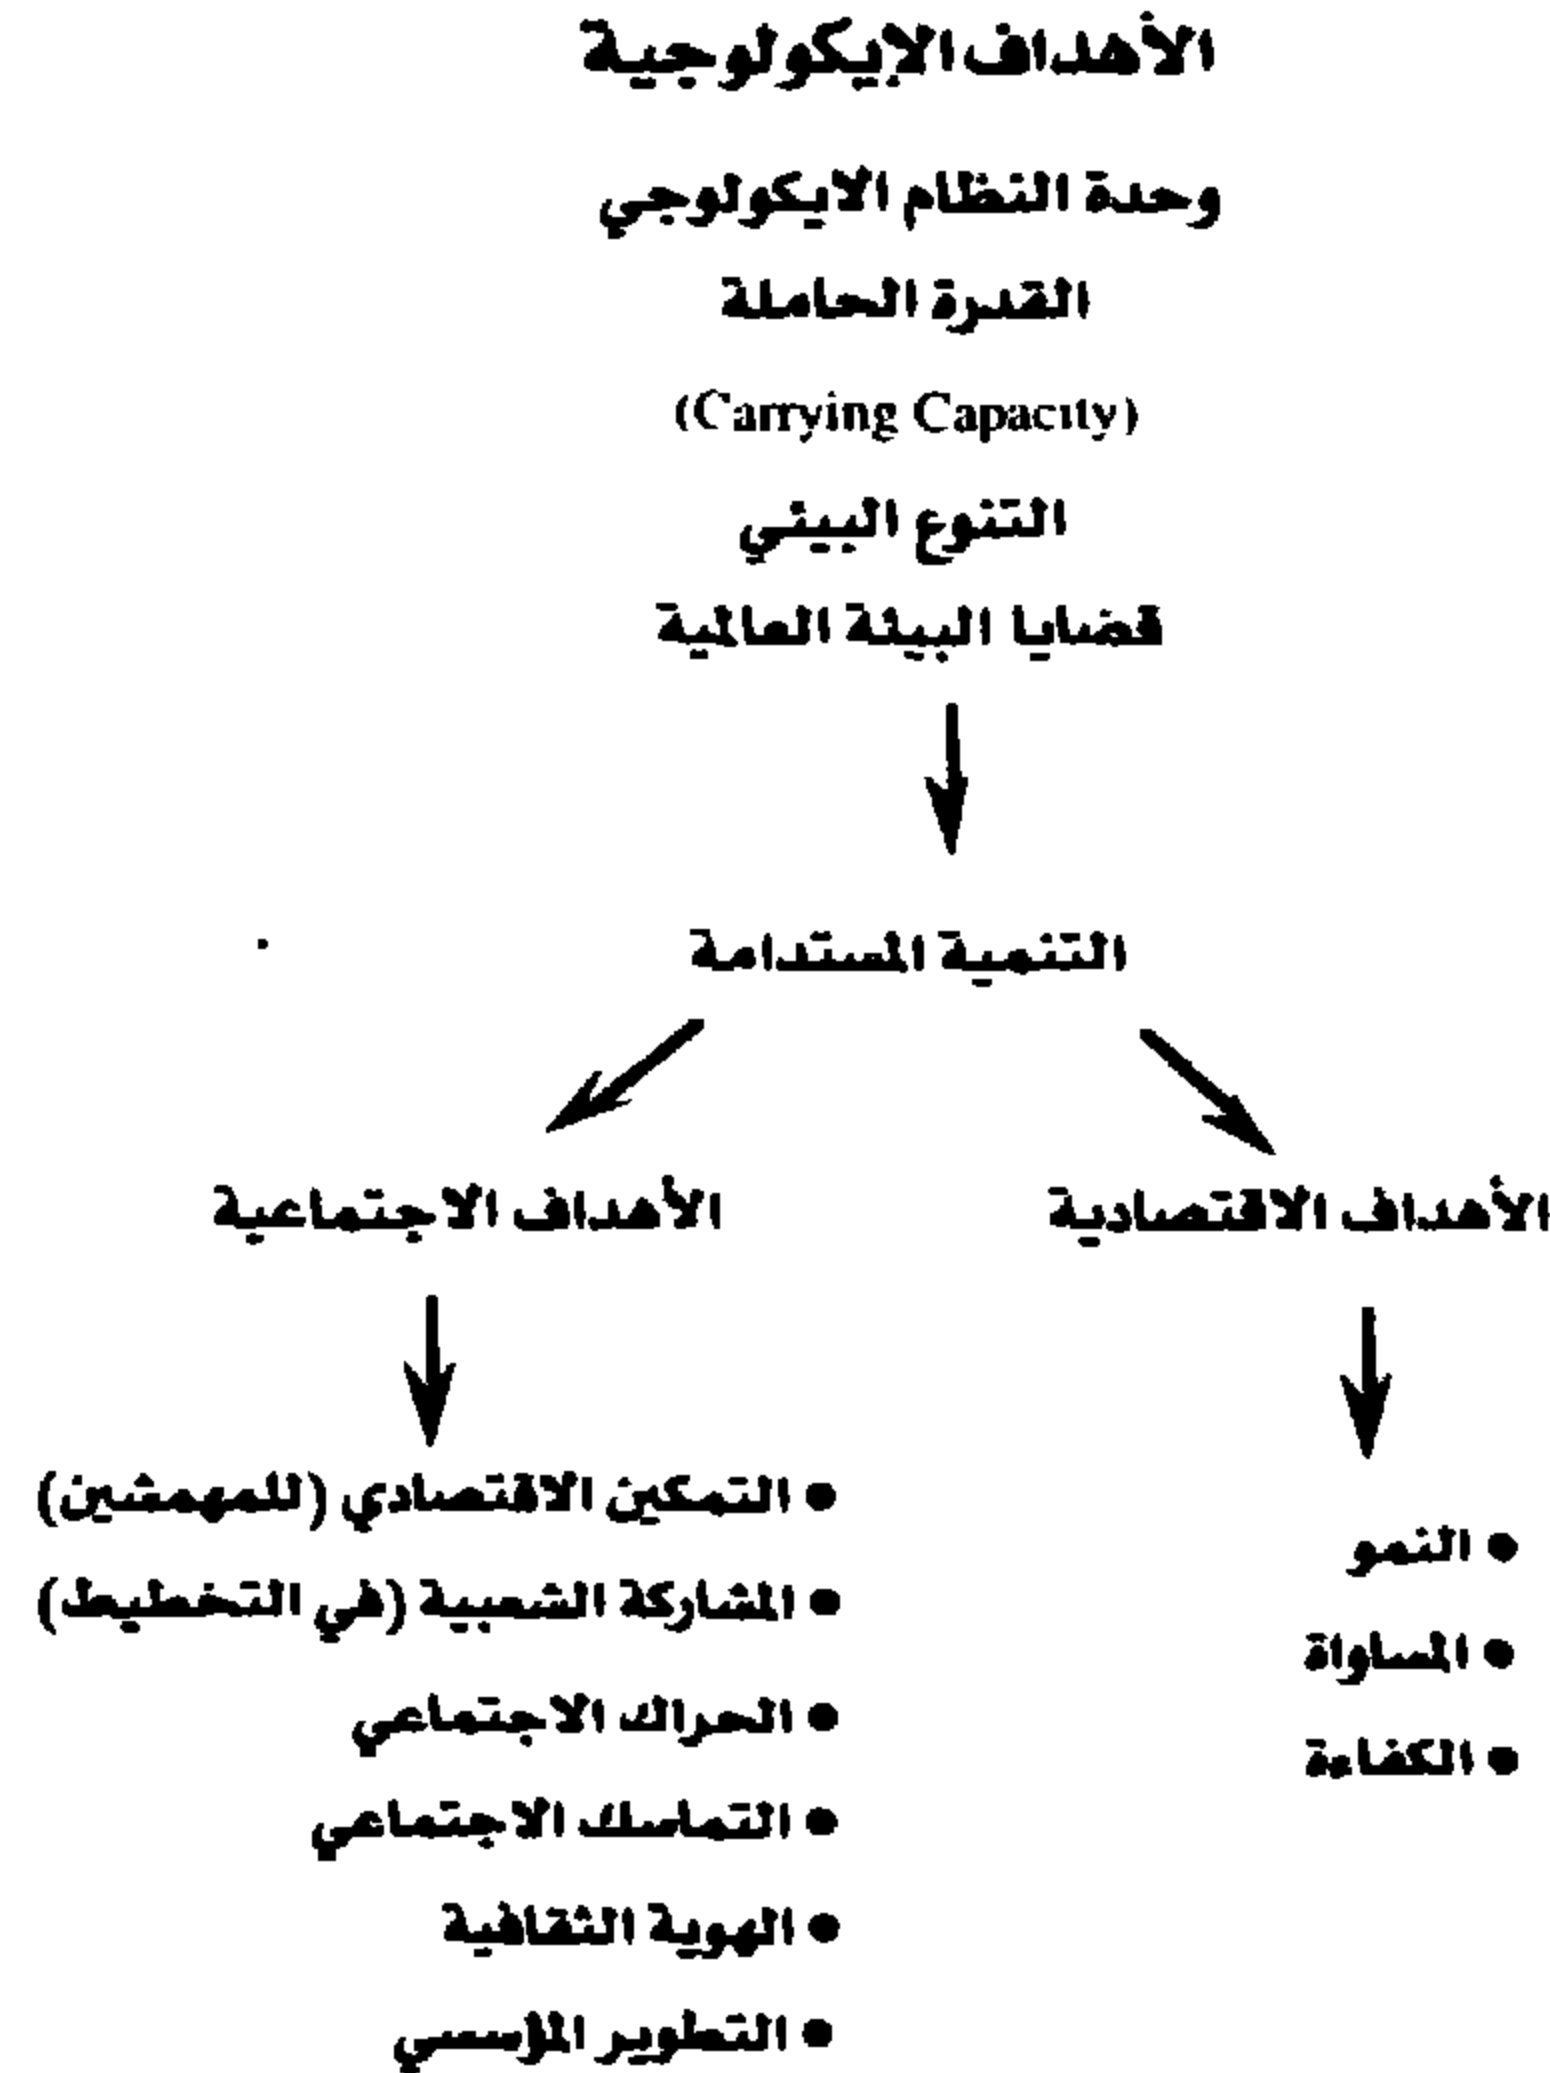 الأهداف الإيكولوجية
وحدة النظام الايكولوجي
القدرة الحاملة
(Carrying Capacity)
التنوع البيئي
قضايا البيئة العالمية
التنمية المستدامة
الأهداف الاقتصادية
الأهداف الاجتماعية
• النمو
• المساواة
• الكفاءة
• التمكين الاقتصادي (للمهمشين)
• المشاركة الشعبية (في التخطيط)
• الحراك الاجتماعي
• التماسك الاجتماعي
• الهوية الثقافية
• التطوير المؤسسي